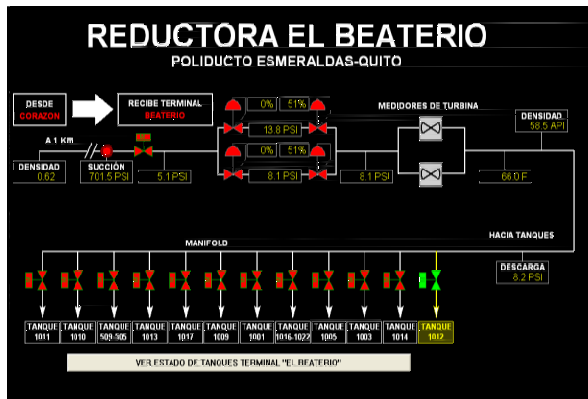 REDUCTORA EL BEATERIO
POLIDUCTO ESMERALDAS-QUITO
DESDE
CORAZON
RECIBE TERMINAL
BEATERIO
0%
51%
MEDIDORES DE TURBINA
DENSIDAD
58.5 API
13.8 PSI
A 1 Km
0%
51%
DENSIDAD
0.62
SUCCIÓN
701.5 PSI
5.1 PSI
8.1 PSI
8.1 PSI
66.0 F
MANIFOLD
HACIA TANQUES
DESCARGA
8.2 PSI
TANQUE
1011
TANQUE
1010
TANQUE
509-505
TANQUE
1013
TANQUE
1017
TANQUE
1009
TANQUE
1001
TANQUE
1016-1022
TANQUE
1005
TANQUE
1003
TANQUE
1014
TANQUE
1012
VER ESTADO DE TANQUES TERMINAL "EL BEATERIO"